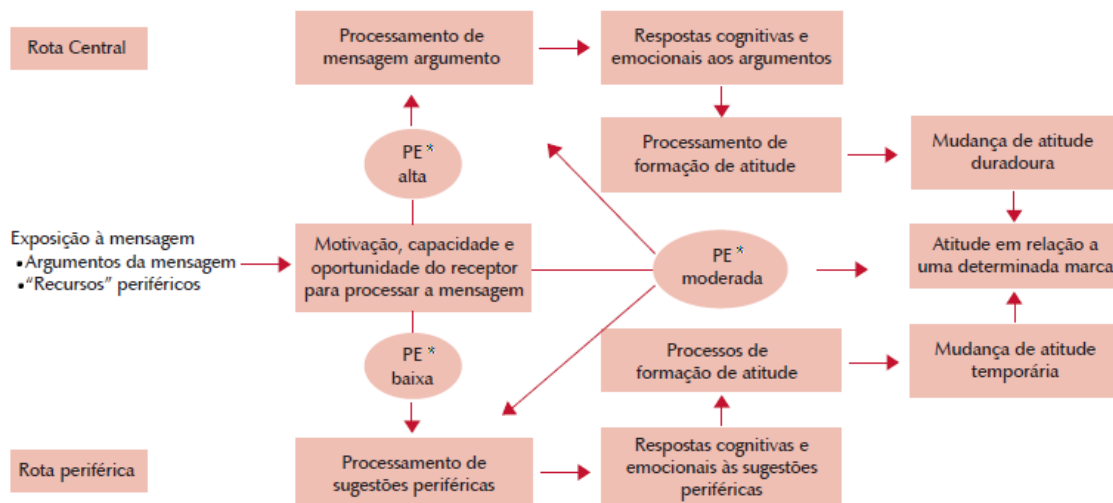 Rota Central
Processamento de
mensagem argumento
Respostas cognitivas e
emocionais aos argumentos
PE*
alta
Processamento de
formação de atitude
Mudança de atitude
duradoura
Exposição à mensagem
•Argumentos da mensagem
•“Recursos” periféricos
Motivação, capacidade e
oportunidade do receptor
para processar a mensagem
PE*
moderada
Atitude em relação a
uma determinada marca
PE*
baixa
Processos de
formação de atitude
Mudança de atitude
temporária
Rota periférica
Processamento de
sugestões periféricas
Respostas cognitivas e
emocionais às sugestões
periféricas